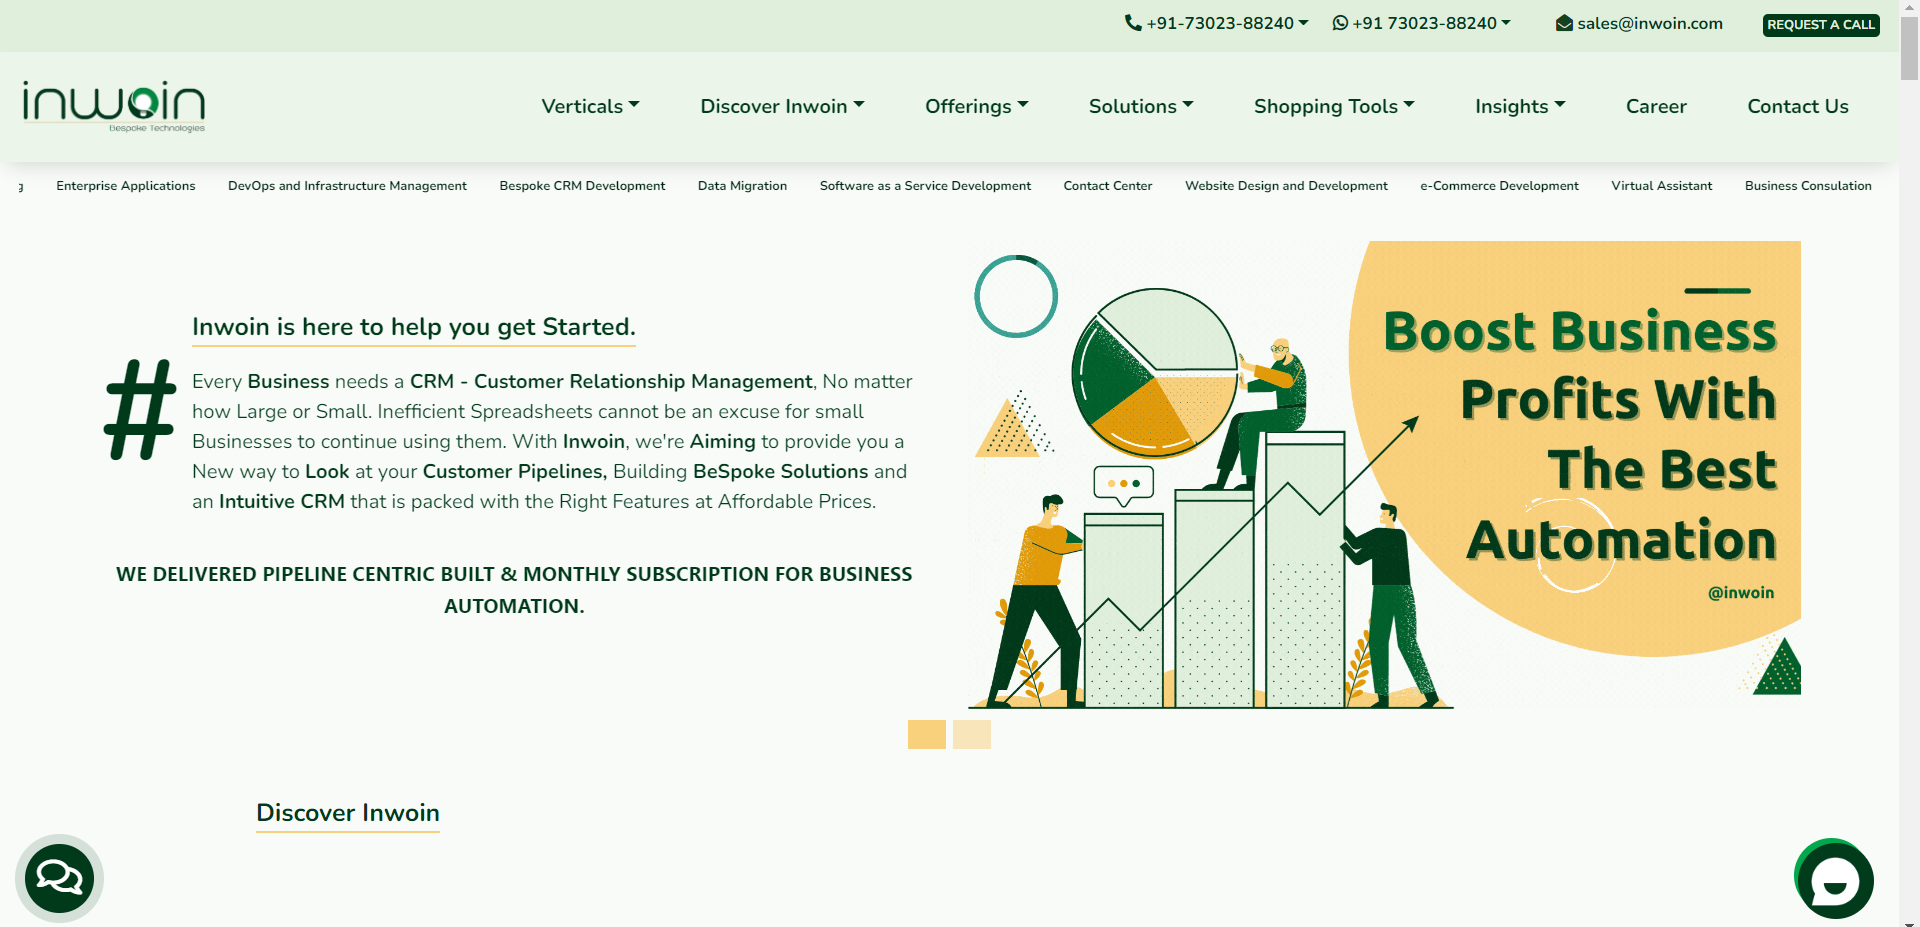 +91-73023-88240
+91 73023-88240
sales@inwoin.com
REQUEST A CALL
inwoin
Bespoke Technologies
Verticals
Discover Inwoin
Offerings
Solutions
Shopping Tools
Insights
Career
Contact Us
g
Enterprise Applications
DevOps and Infrastructure Management
Bespoke CRM Development
Data Migration
Software as a Service Development
Contact Center
Website Design and Development
e-Commerce Development
Virtual Assistant
Business Consulation
Inwoin is here to help you get Started.
#
Every Business needs a CRM - Customer Relationship Management, No matter
how Large or Small. Inefficient Spreadsheets cannot be an excuse for small
Businesses to continue using them. With Inwoin, we're Aiming to provide you a
New way to Look at your Customer Pipelines, Building BeSpoke Solutions and
an Intuitive CRM that is packed with the Right Features at Affordable Prices.
WE DELIVERED PIPELINE CENTRIC BUILT & MONTHLY SUBSCRIPTION FOR BUSINESS
AUTOMATION.
Boost Business
Profits With
The Best
Automation
@inwoin
Discover Inwoin